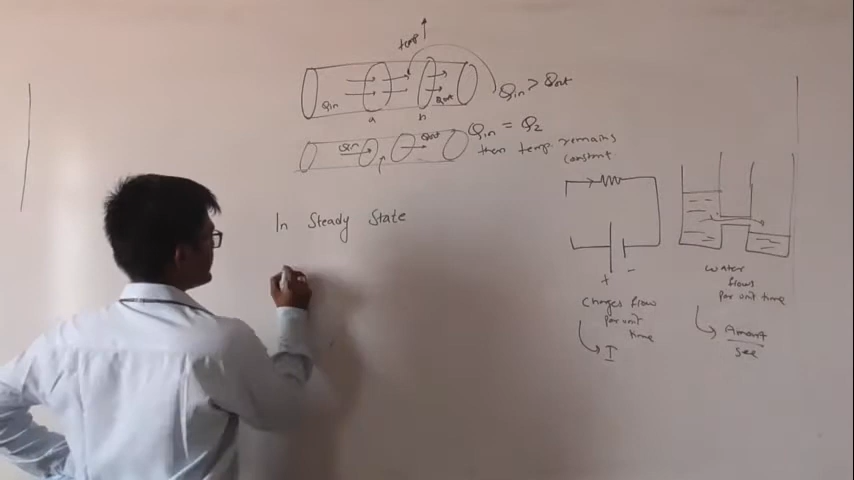 temp
Qin
Qout
Qin > Qout
a
Qin
Qout
Qin = Q2
then temp. remains
constant
In Steady State
+ -
Charges flow
per unit
time
I
Water
flows
per unit time
Amount
sec